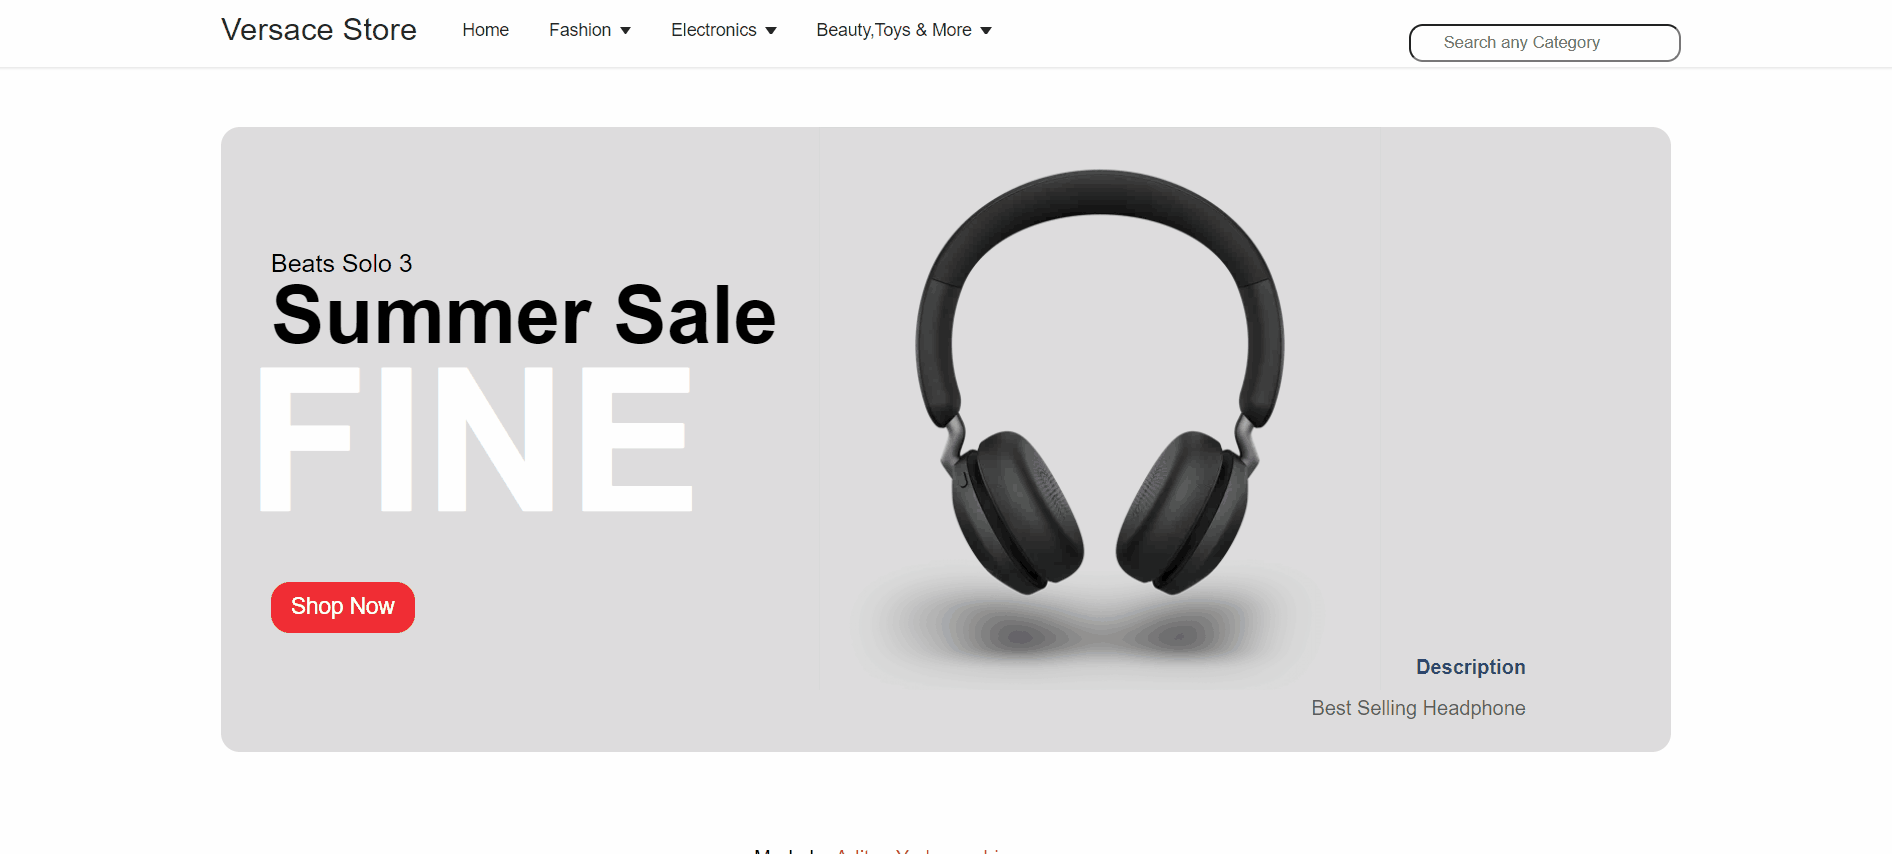 Versace Store
Home
Fashion
Electronics
Beauty,Toys & More
Search any Category
Beats Solo 3
Summer Sale
FINE
Shop Now
Description
Best Selling Headphone